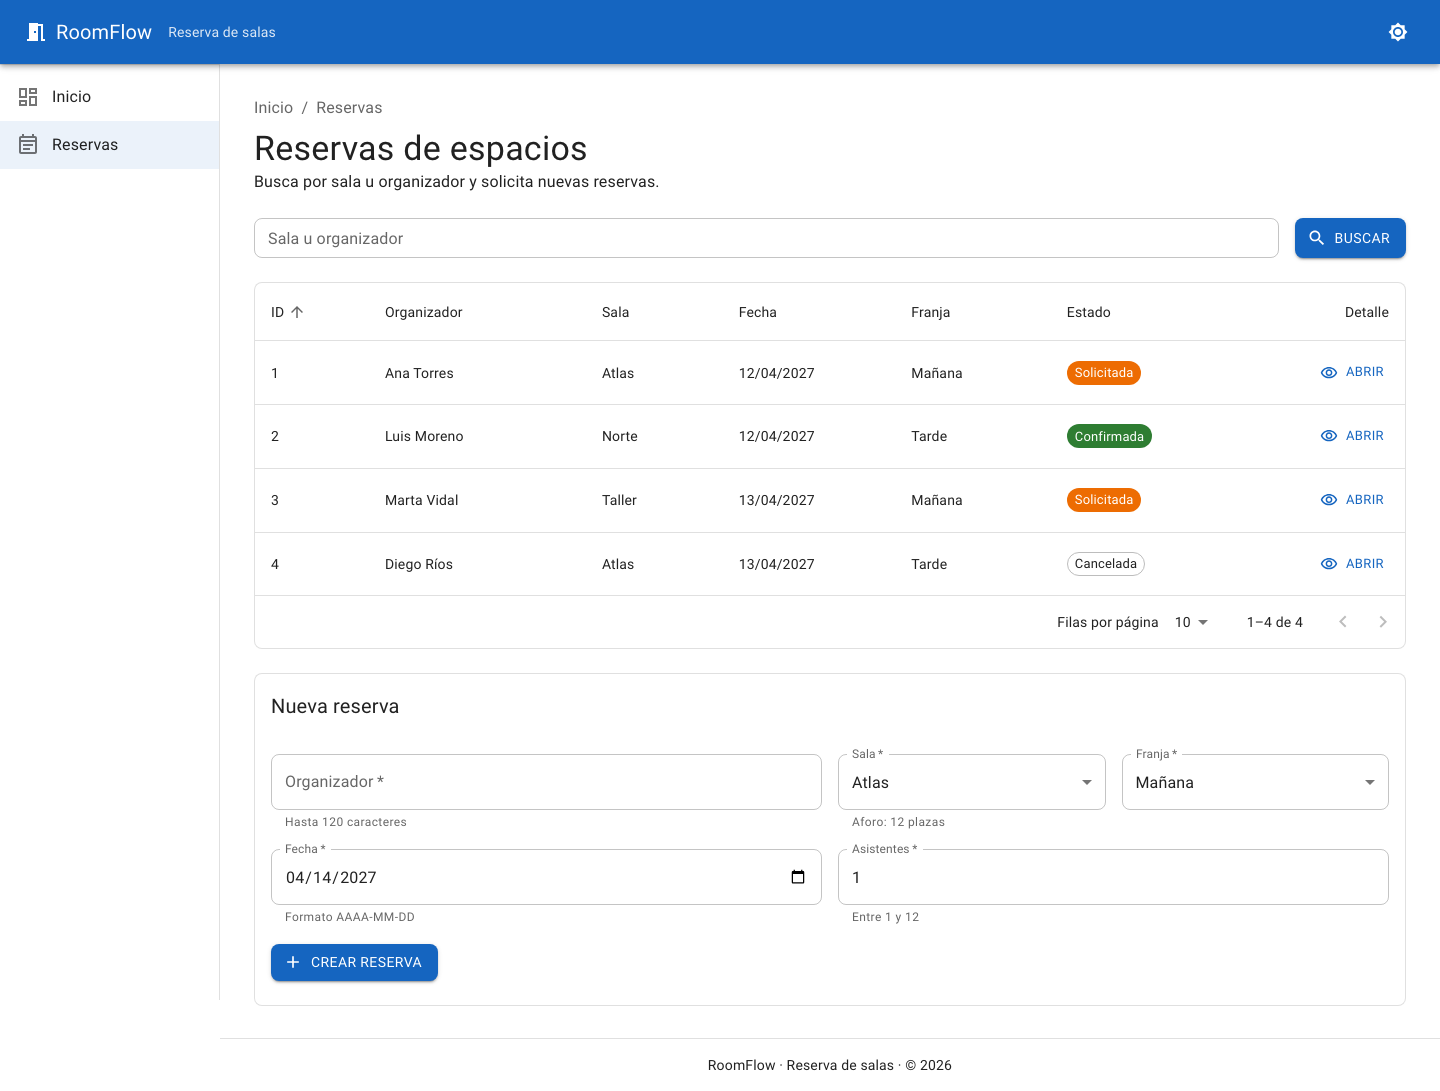 RoomFlow Reserva de salas
Inicio
Reservas
Inicio / Reservas
Reservas de espacios
Busca por sala u organizador y solicita nuevas reservas.
Sala u organizador BUSCAR
ID Organizador Sala Fecha Franja Estado Detalle
1 Ana Torres Atlas 12/04/2027 Mañana Solicitada ABRIR
2 Luis Moreno Norte 12/04/2027 Tarde Confirmada ABRIR
3 Marta Vidal Taller 13/04/2027 Mañana Solicitada ABRIR
4 Diego Ríos Atlas 13/04/2027 Tarde Cancelada ABRIR
Filas por página 10 1–4 de 4
Nueva reserva
Sala * Franja *
Organizador * Atlas Mañana
Hasta 120 caracteres Aforo: 12 plazas
Fecha * Asistentes *
04/14/2027 1
Formato AAAA-MM-DD Entre 1 y 12
CREAR RESERVA
RoomFlow · Reserva de salas · © 2026